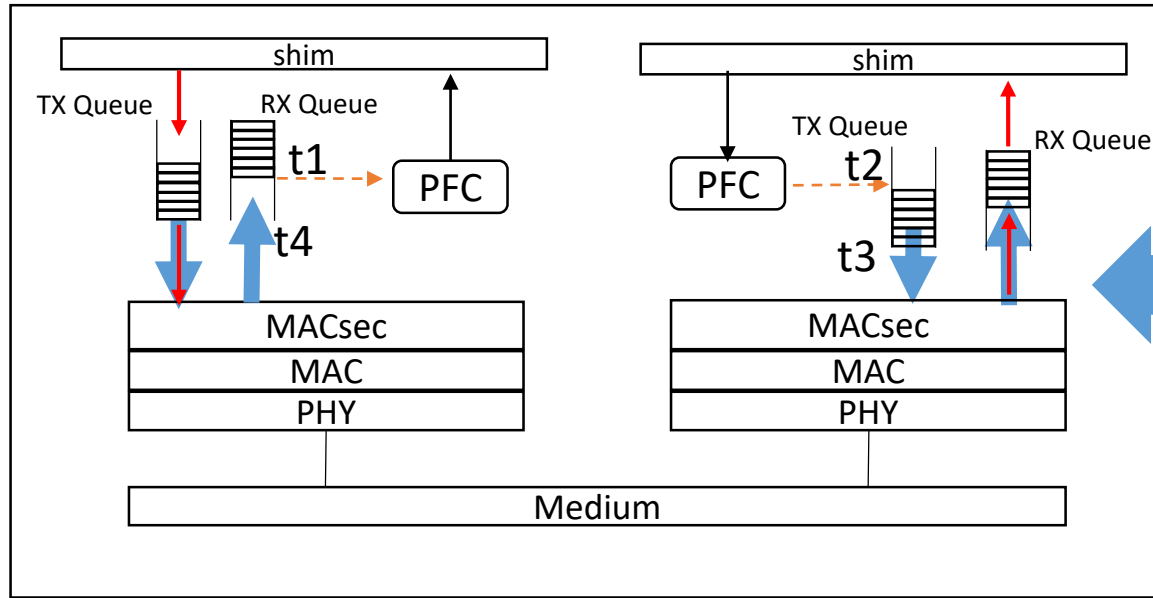 shim
TX Queue
RX Queue
t1
PFC
t4
MACsec
MAC
PHY
shim
TX Queue
RX Queue
PFC
t2
t3
MACsec
MAC
PHY
Medium